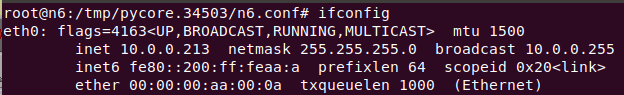 root@n6:/tmp/pycore.34503/n6.conf# ifconfig
eth0: flags=4163<UP,BROADCAST,RUNNING,MULTICAST>  mtu 1500
        inet 10.0.0.213  netmask 255.255.255.0  broadcast 10.0.0.255
        inet6 fe80::200:ff:feaa:a  prefixlen 64  scopeid 0x20<link>
        ether 00:00:00:aa:00:0a  txqueuelen 1000  (Ethernet)